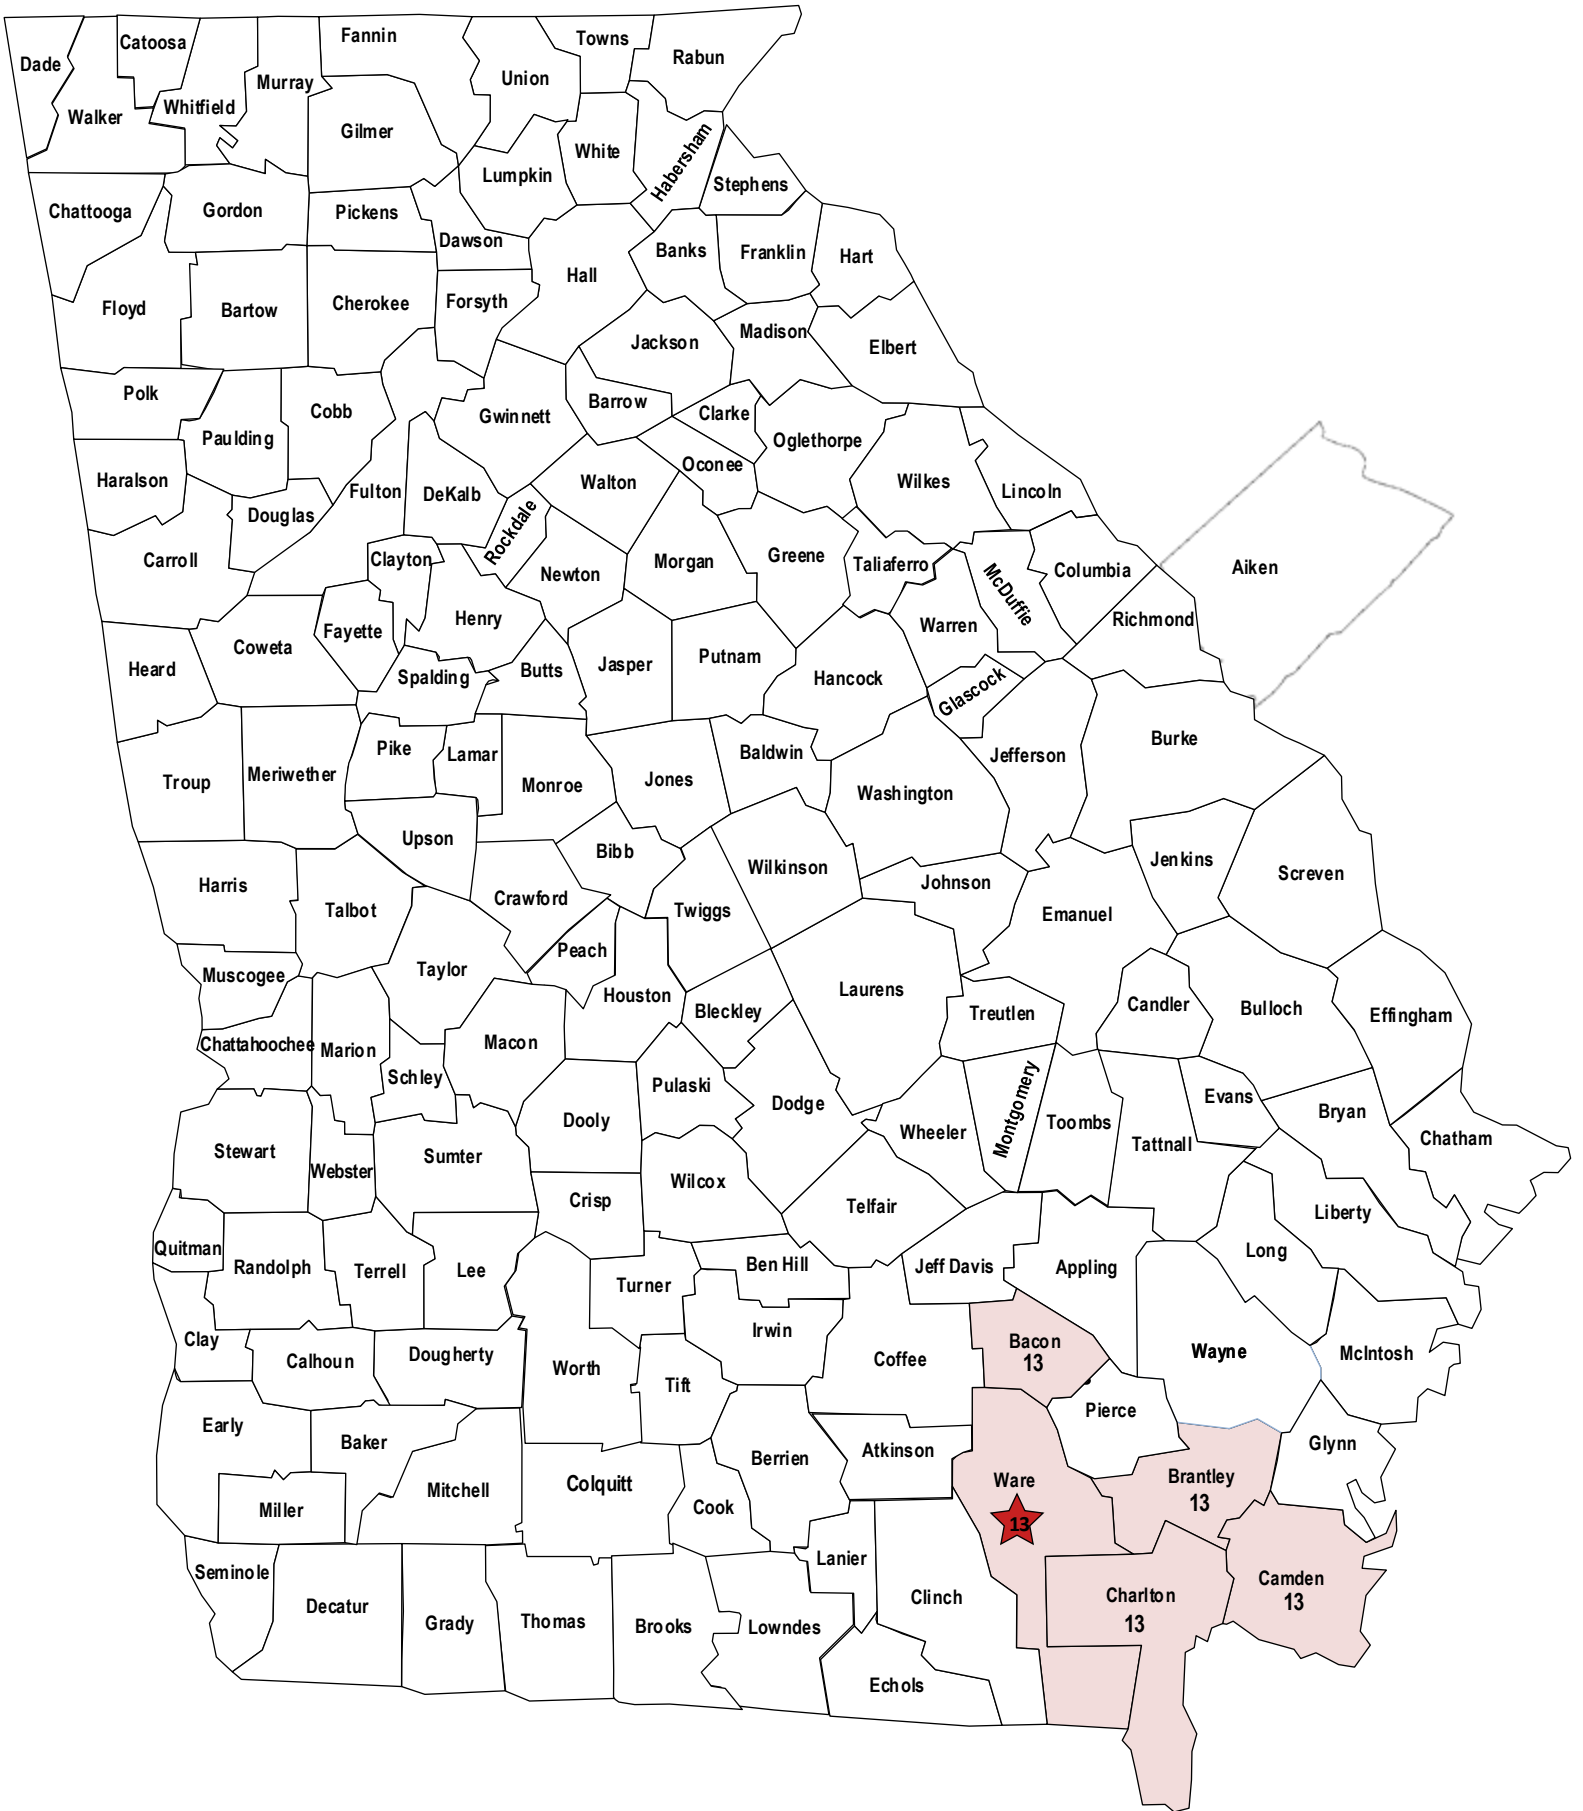 Dade
Catoosa
Walker
Whitfield
Murray
Fannin
Gilmer
Union
Towns
Rabun
White
Lumpkin
Habersham
Stephens
Chattooga
Gordon
Pickens
Dawson
Hall
Banks
Franklin
Hart
Floyd
Bartow
Cherokee
Forsyth
Jackson
Madison
Elbert
Polk
Paulding
Cobb
Gwinnett
Barrow
Clarke
Oglethorpe
Oconee
Wilkes
Lincoln
Haralson
Douglas
Fulton
DeKalb
Rockdale
Walton
Carroll
Clayton
Newton
Morgan
Greene
Taliaferro
McDuffie
Columbia
Aiken
Richmond
Warren
Coweta
Fayette
Henry
Heard
Spalding
Butts
Jasper
Putnam
Hancock
Glascock
Jefferson
Burke
Troup
Meriwether
Pike
Lamar
Monroe
Jones
Baldwin
Washington
Upson
Bibb
Wilkinson
Johnson
Jenkins
Screven
Harris
Talbot
Crawford
Twiggs
Emanuel
Peach
Taylor
Muscogee
Houston
Bleckley
Laurens
Treutlen
Candler
Bulloch
Effingham
Chattahoochee
Marion
Macon
Schley
Pulaski
Dodge
Montgomery
Toombs
Evans
Bryan
Chatham
Dooly
Wheeler
Tattnall
Stewart
Webster
Sumter
Crisp
Wilcox
Telfair
Liberty
Long
Quitman
Randolph
Terrell
Lee
Turner
Ben Hill
Jeff Davis
Appling
Clay
Calhoun
Dougherty
Worth
Irwin
Coffee
Bacon
13
Wayne
McIntosh
Tift
Pierce
Early
Baker
Mitchell
Colquitt
Berrien
Atkinson
Ware
13
Brantley
13
Glynn
Miller
Cook
Seminole
Decatur
Grady
Thomas
Brooks
Lowndes
Lanier
Clinch
Echols
Charlton
13
Camden
13